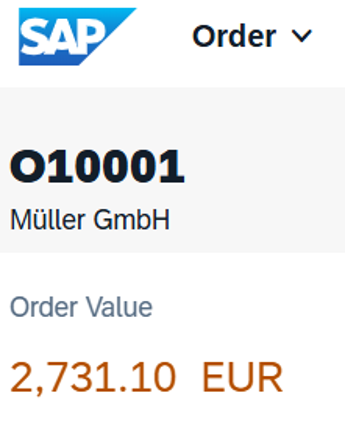 SAP Order
O10001
Müller GmbH
Order Value
2,731.10 EUR